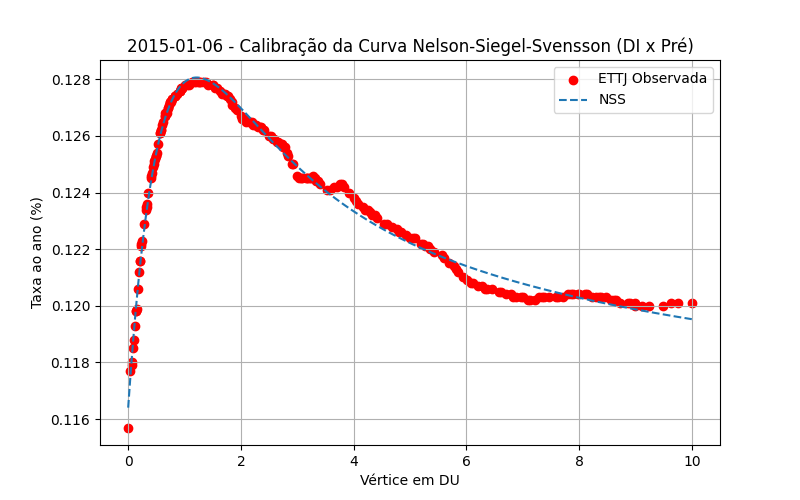 2015-01-06 - Calibração da Curva Nelson-Siegel-Svensson (DI x Pré)
ETTJ Observada
NSS
Taxa ao ano (%)
0.128
0.126
0.124
0.122
0.120
0.118
0.116
0 2 4 6 8 10
Vértice em DU